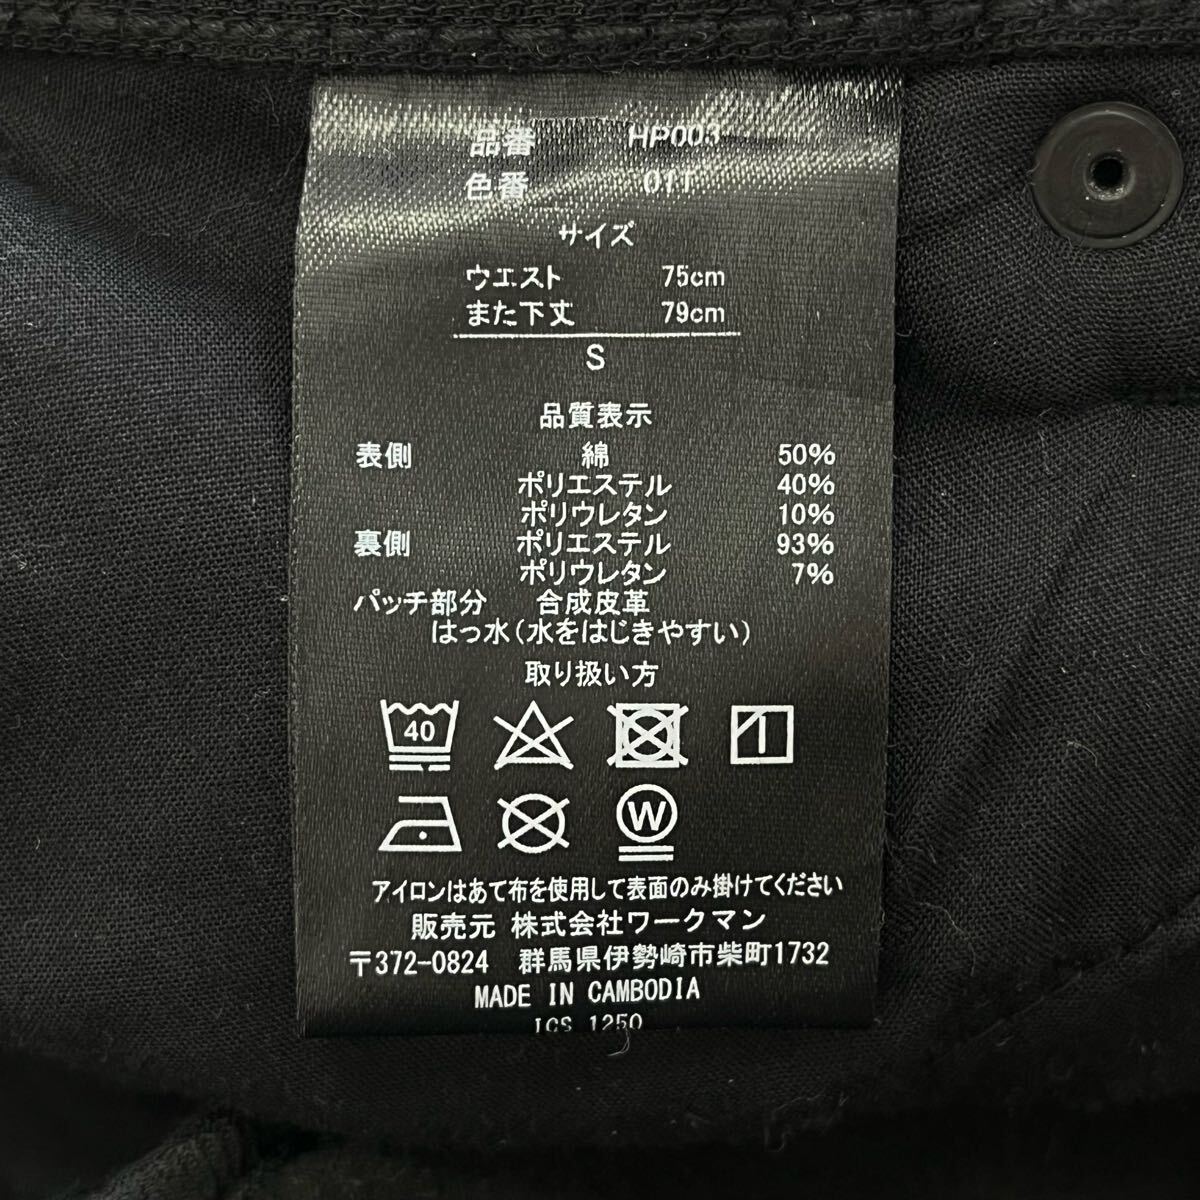 品番 HP003
色番 01T
サイズ
ウエスト 75cm
また下丈 79cm
S
品質表示
表側 綿 50%
ポリエステル 40%
ポリウレタン 10%
裏側 ポリエステル 93%
ポリウレタン 7%
パッチ部分 合成皮革
はっ水(水をはじきやすい)
取り扱い方
40
W
アイロンはあて布を使用して表面のみ掛けてください
販売元 株式会社ワークマン
〒372-0824 群馬県伊勢崎市柴町1732
MADE IN CAMBODIA
ICS 1250